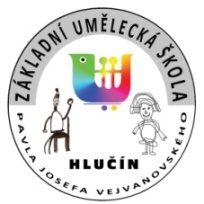 ZÁKLADNÍ UMĚLECKÁ ŠKOLA
PAVLA JOSEFA VEJVANOVSKÉHO
HLUČÍN